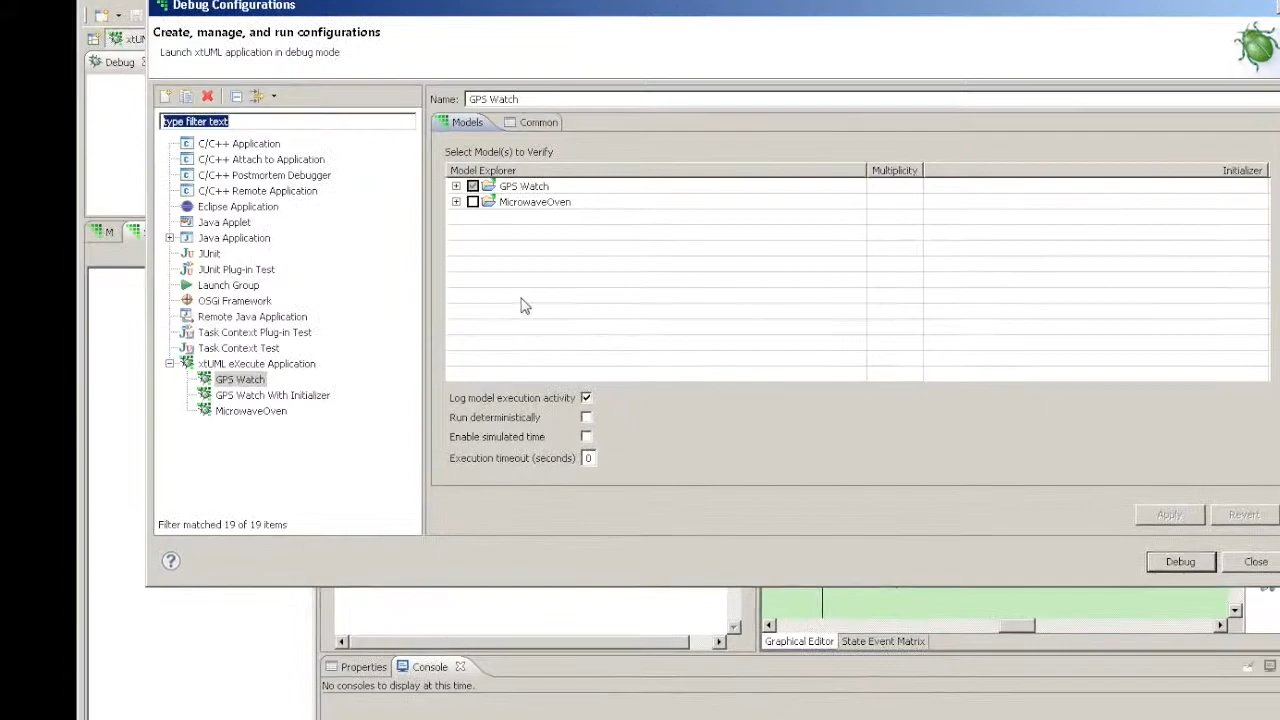 Debug Configurations
Create, manage, and run configurations
Launch xtUML application in debug mode
Debug
type filter text
C/C++ Application
C/C++ Attach to Application
C/C++ Postmortem Debugger
C/C++ Remote Application
Eclipse Application
Java Applet
Java Application
JUnit
JUnit Plug-in Test
Launch Group
OSGi Framework
Remote Java Application
Task Context Plug-in Test
Task Context Test
xtUML eXecute Application
GPS Watch
GPS Watch With Initializer
MicrowaveOven
Filter matched 19 of 19 items
Name: GPS Watch
Models Common
Select Model(s) to Verify
Model Explorer Multiplicity Initializer
GPS Watch
MicrowaveOven
Log model execution activity
Run deterministically
Enable simulated time
Execution timeout (seconds) 0
Apply Revert
Debug Close
M
Graphical Editor State Event Matrix
Properties Console
No consoles to display at this time.